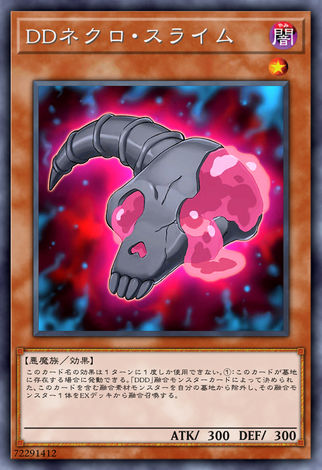 DDネクロ・スライム
やみ
闇
【悪魔族／効果】
このカード名の効果は１ターンに１度しか使用できない。①：このカードが墓地
に存在する場合に発動できる。「DDD」融合モンスターカードによって決められ
た、このカードを含む融合素材モンスターを自分の墓地から除外し、その融合モ
ンスター１体をEXデッキから融合召喚する。
ATK/ 300 DEF/ 300
72291412